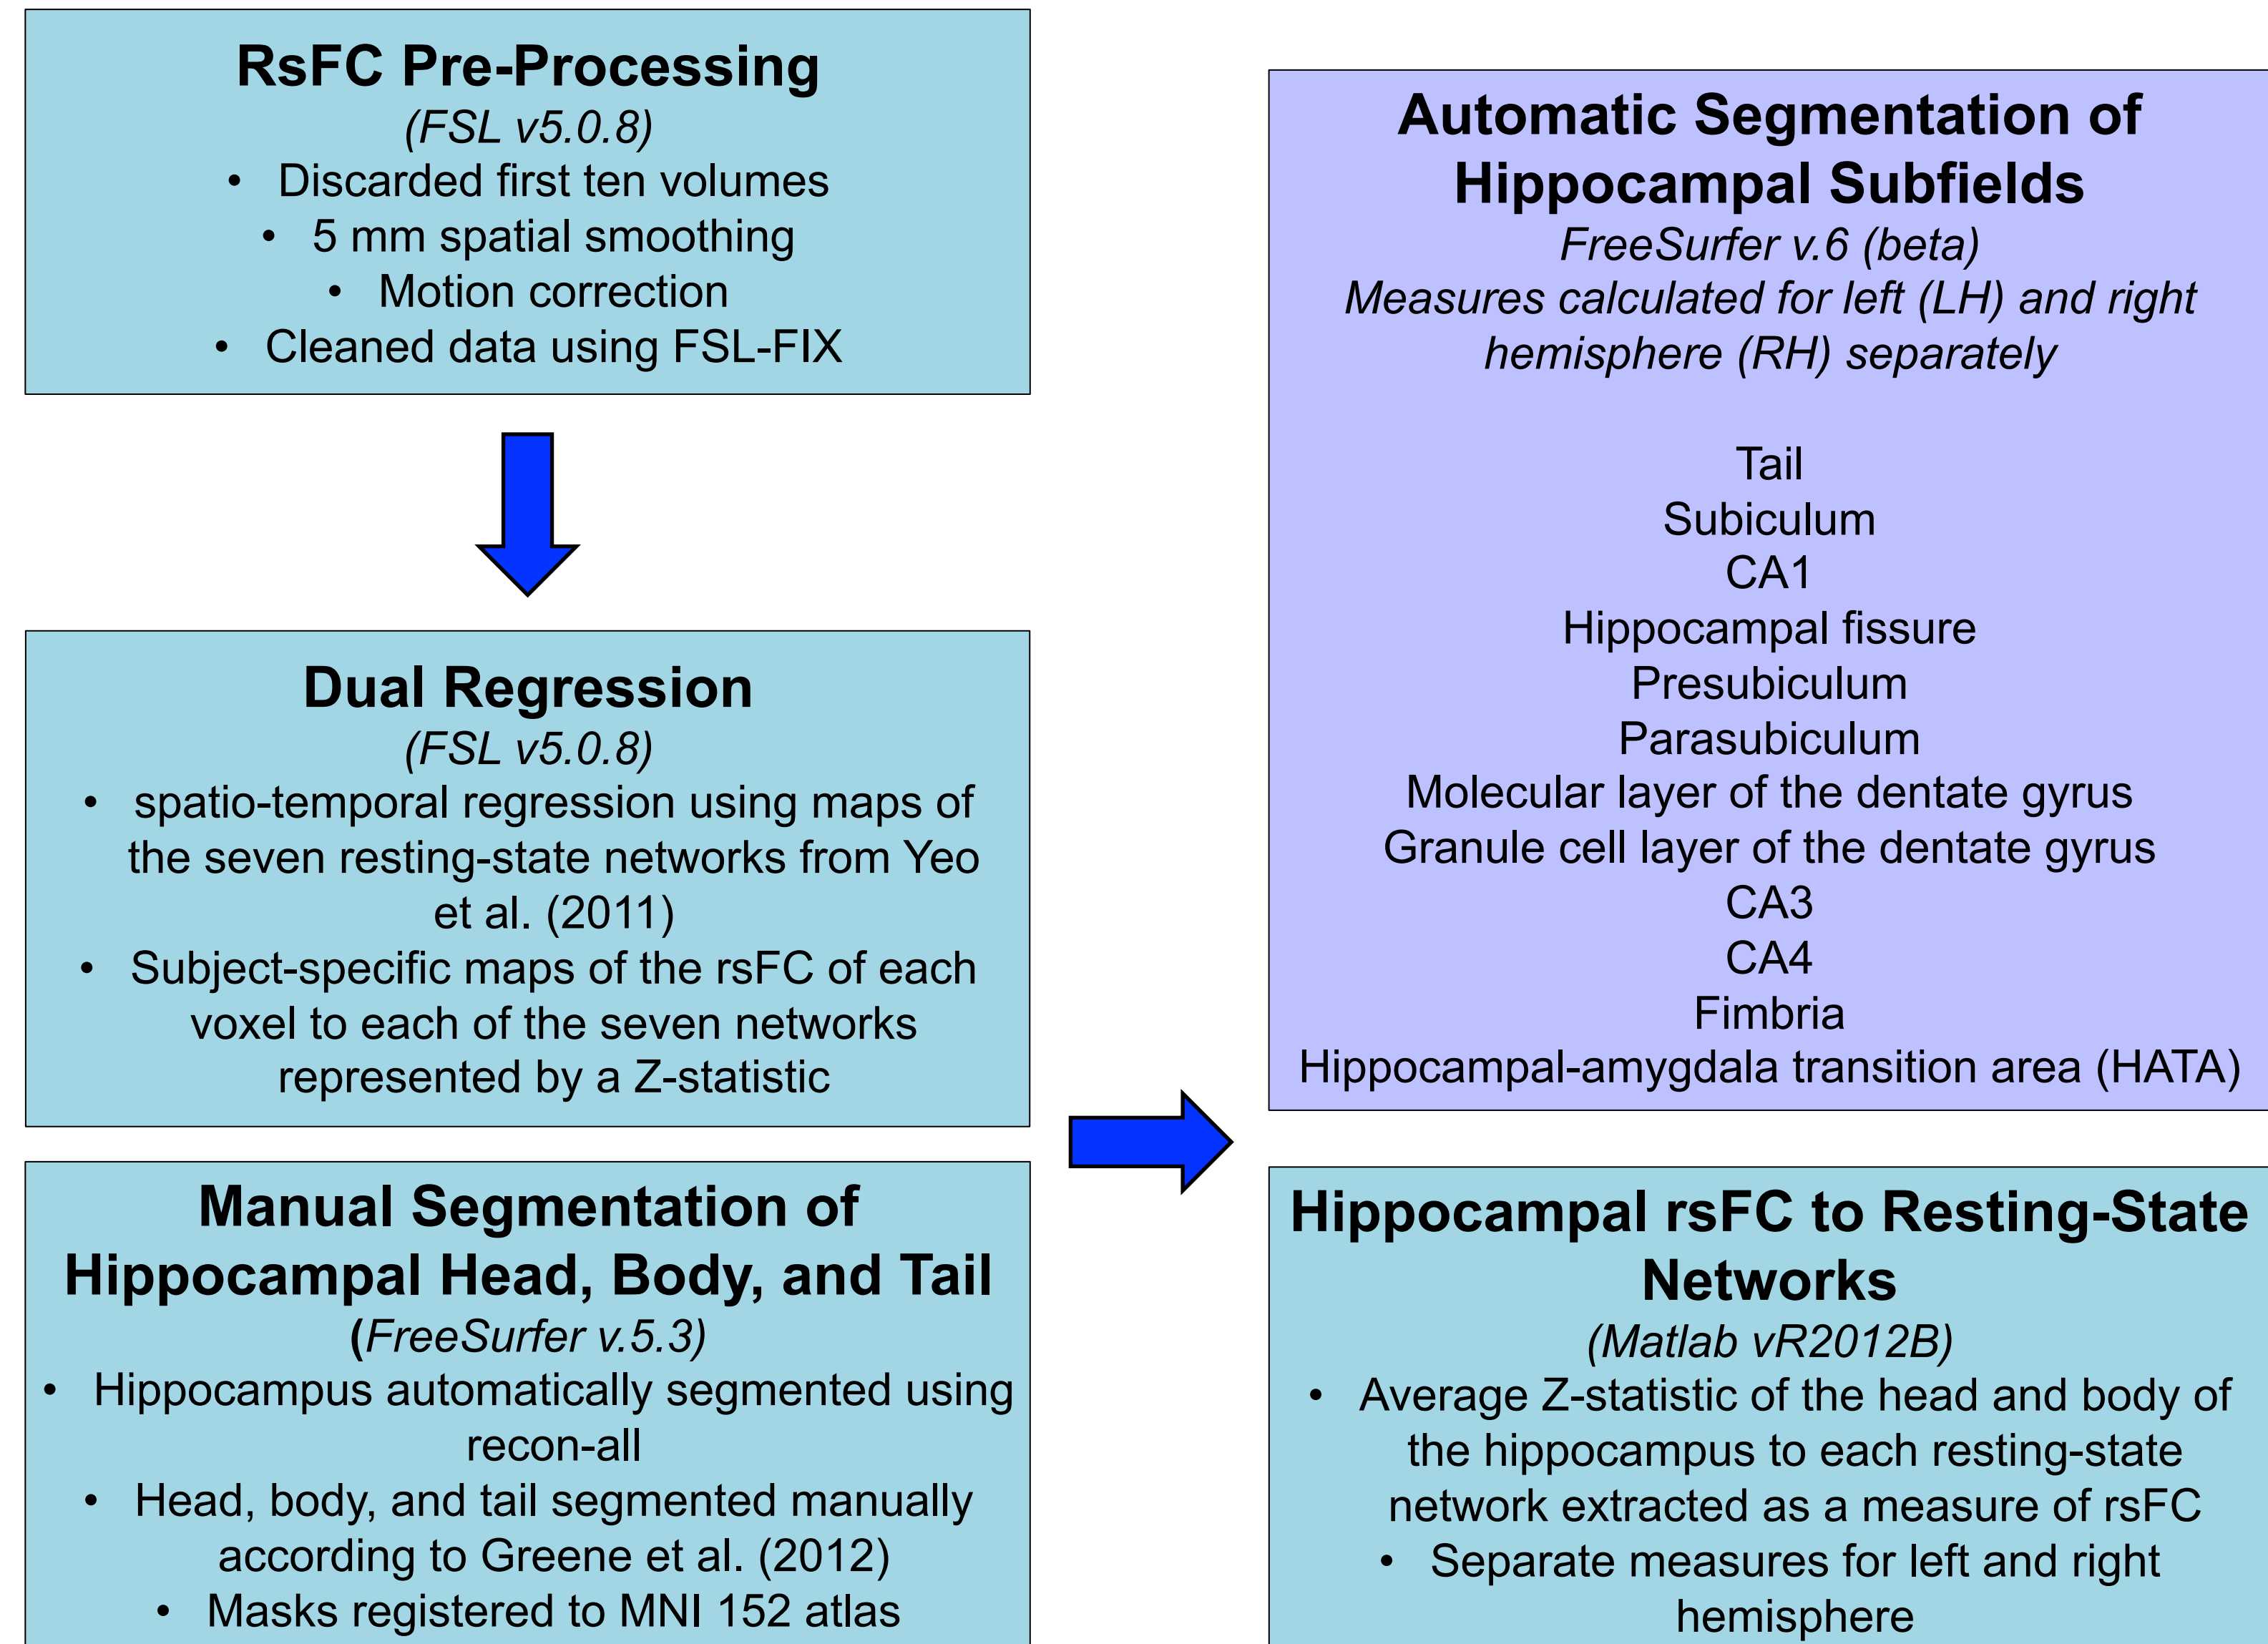 RsFC Pre-Processing
(FSL v5.0.8)
• Discarded first ten volumes
• 5 mm spatial smoothing
• Motion correction
• Cleaned data using FSL-FIX
Dual Regression
(FSL v5.0.8)
• spatio-temporal regression using maps of
the seven resting-state networks from Yeo
et al. (2011)
• Subject-specific maps of the rsFC of each
voxel to each of the seven networks
represented by a Z-statistic
Manual Segmentation of
Hippocampal Head, Body, and Tail
(FreeSurfer v.5.3)
• Hippocampus automatically segmented using
recon-all
• Head, body, and tail segmented manually
according to Greene et al. (2012)
• Masks registered to MNI 152 atlas
Automatic Segmentation of
Hippocampal Subfields
FreeSurfer v.6 (beta)
Measures calculated for left (LH) and right
hemisphere (RH) separately
Tail
Subiculum
CA1
Hippocampal fissure
Presubiculum
Parasubiculum
Molecular layer of the dentate gyrus
Granule cell layer of the dentate gyrus
CA3
CA4
Fimbria
Hippocampal-amygdala transition area (HATA)
Hippocampal rsFC to Resting-State
Networks
(Matlab vR2012B)
• Average Z-statistic of the head and body of
the hippocampus to each resting-state
network extracted as a measure of rsFC
• Separate measures for left and right
hemisphere